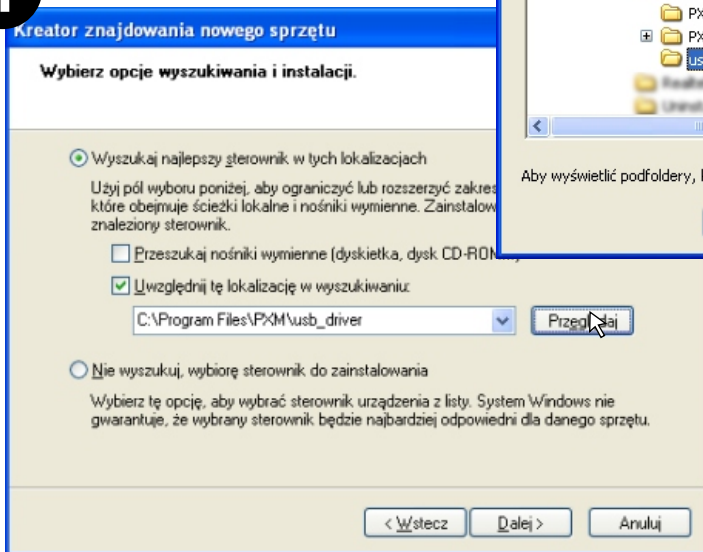 Kreator znajdowania nowego sprzętu
Wybierz opcje wyszukiwania i instalacji.
Wyszukaj najlepszy sterownik w tych lokalizacjach
Użyj pól wyboru poniżej, aby ograniczyć lub rozszerzyć zakres
które obejmuje ścieżki lokalne i nośniki wymienne. Zainstalow
znaleziony sterownik.
Przeszukaj nośniki wymienne (dyskietka, dysk CD-ROM
Uwzględnij tę lokalizację w wyszukiwaniu:
C:\Program Files\PXM\usb_driver
Przeglądaj
Nie wyszukuj, wybiorę sterownik do zainstalowania
Wybierz tę opcję, aby wybrać sterownik urządzenia z listy. System Windows nie
gwarantuje, że wybrany sterownik będzie najbardziej odpowiedni dla danego sprzętu.
< Wstecz
Dalej >
Anuluj
PX
PX
us
Aby wyświetlić podfoldery, k